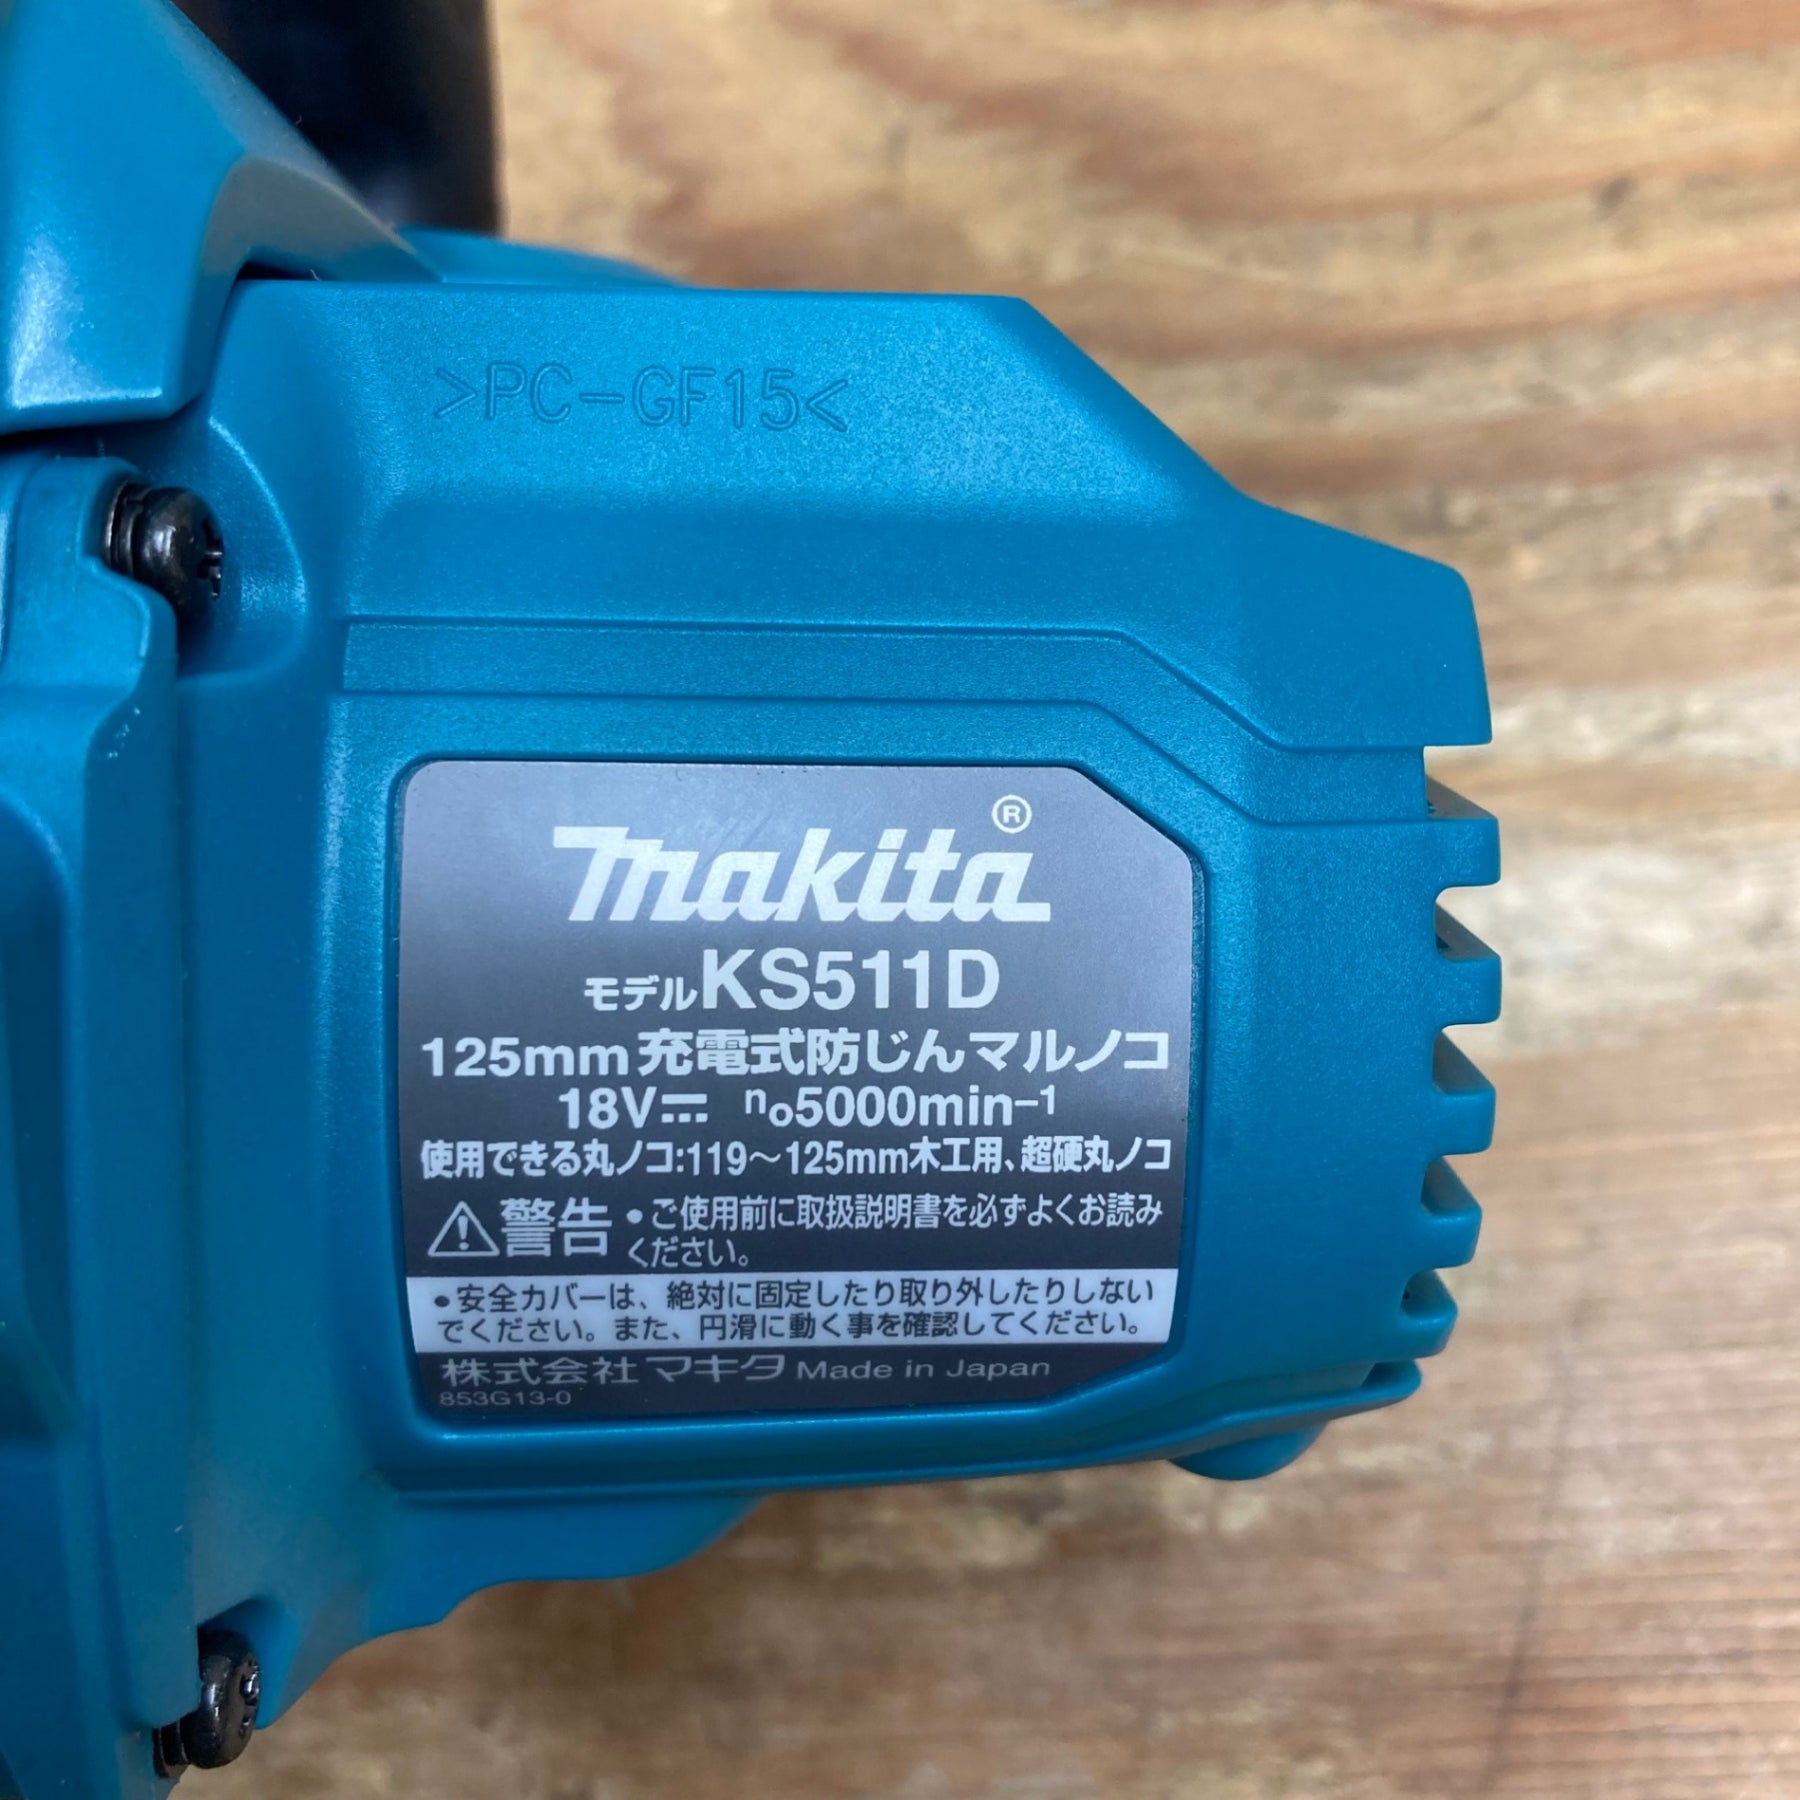 >PC-GF15<
makita®
モデルKS511D
125mm充電式防じんマルノコ
18V⎓ no5000min-1
使用できる丸ノコ:119～125mm木工用、超硬丸ノコ
⚠警告 •ご使用前に取扱説明書を必ずよくお読み
ください。
•安全カバーは、絶対に固定したり取り外したりしない
でください。また、円滑に動く事を確認してください。
株式会社マキタ Made in Japan
853G13-0